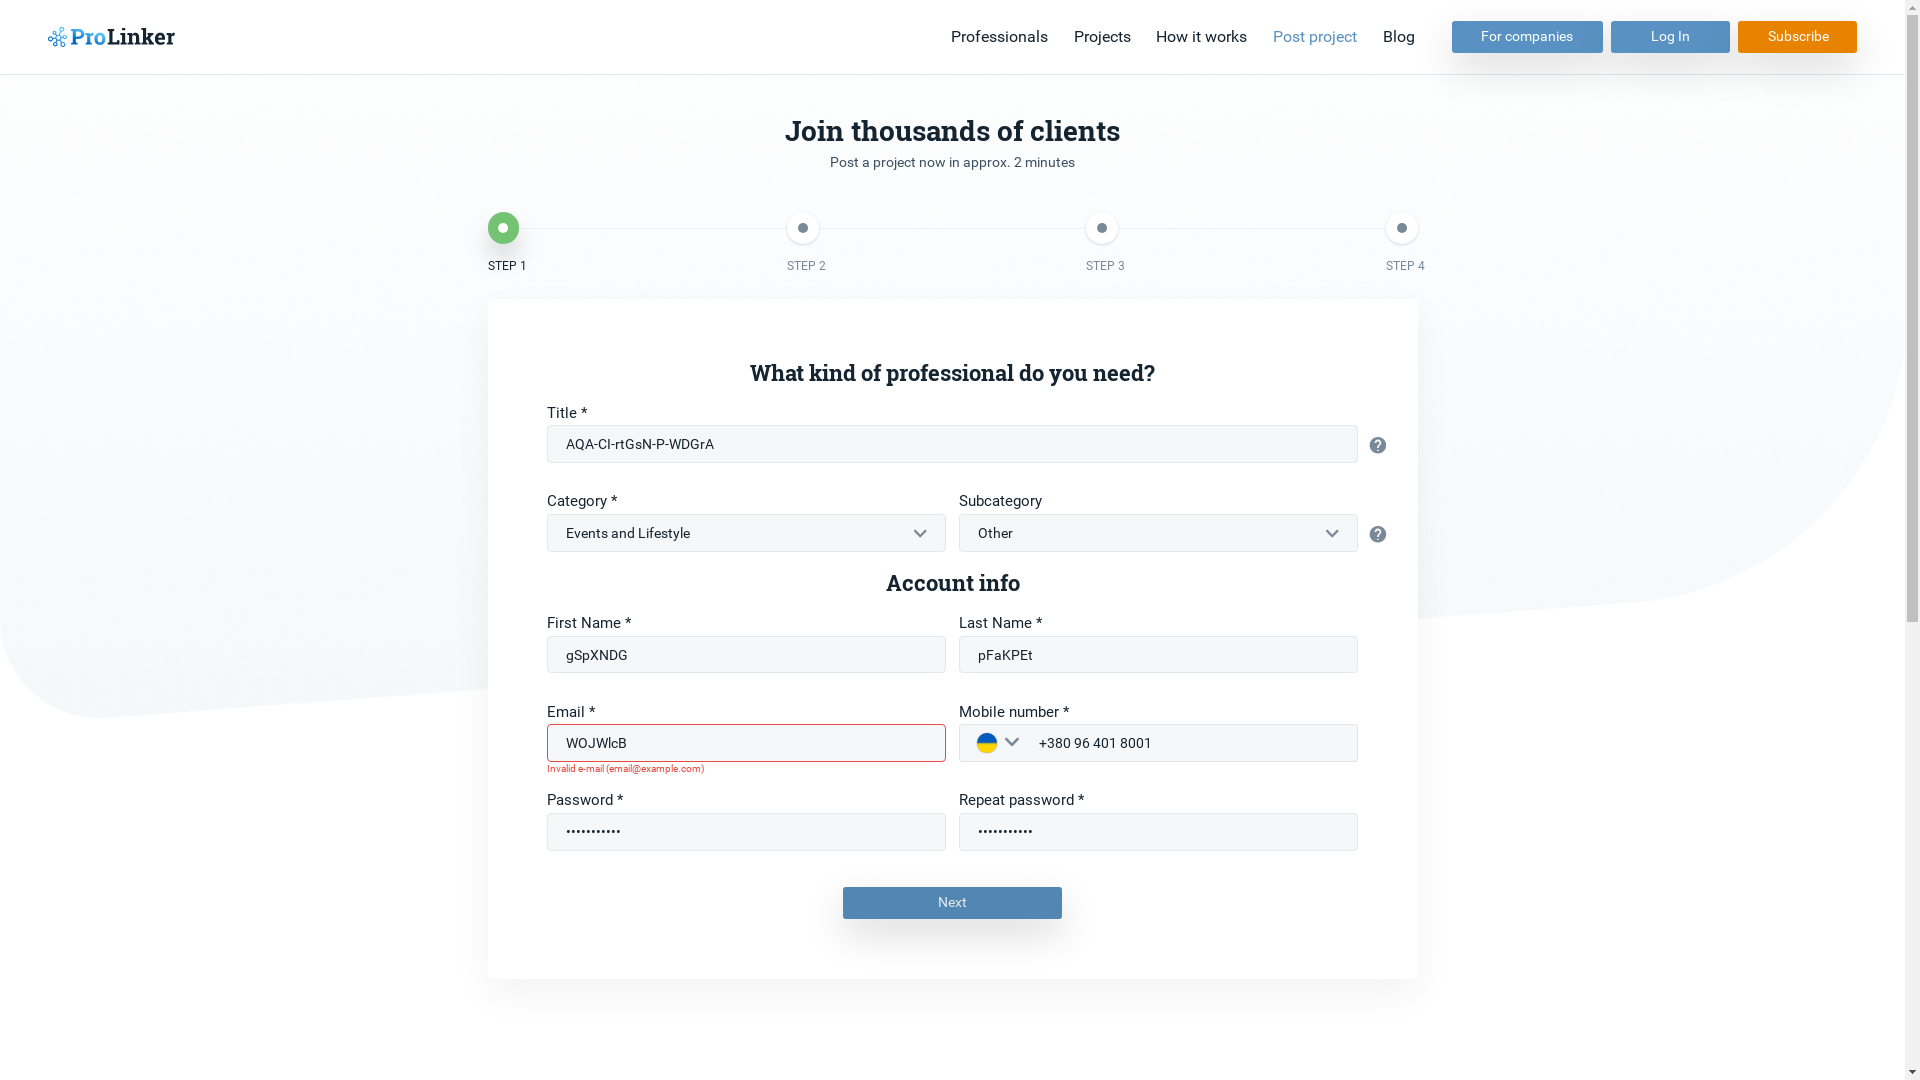 ProLinker
Professionals Projects How it works Post project Blog For companies Log In Subscribe
Join thousands of clients
Post a project now in approx. 2 minutes
STEP 1 STEP 2 STEP 3 STEP 4
What kind of professional do you need?
Title *
AQA-CI-rtGsN-P-WDGrA
Category * Subcategory
Events and Lifestyle Other
Account info
First Name * Last Name *
gSpXNDG pFaKPEt
Email * Mobile number *
WOJWlcB +380 96 401 8001
Invalid e-mail (email@example.com)
Password * Repeat password *
••••••••••• •••••••••••
Next